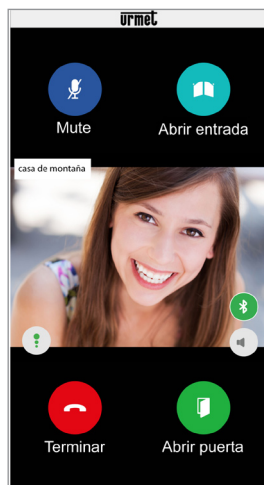 urmet
Mute
Abrir entrada
casa de montaña
Terminar
Abrir puerta